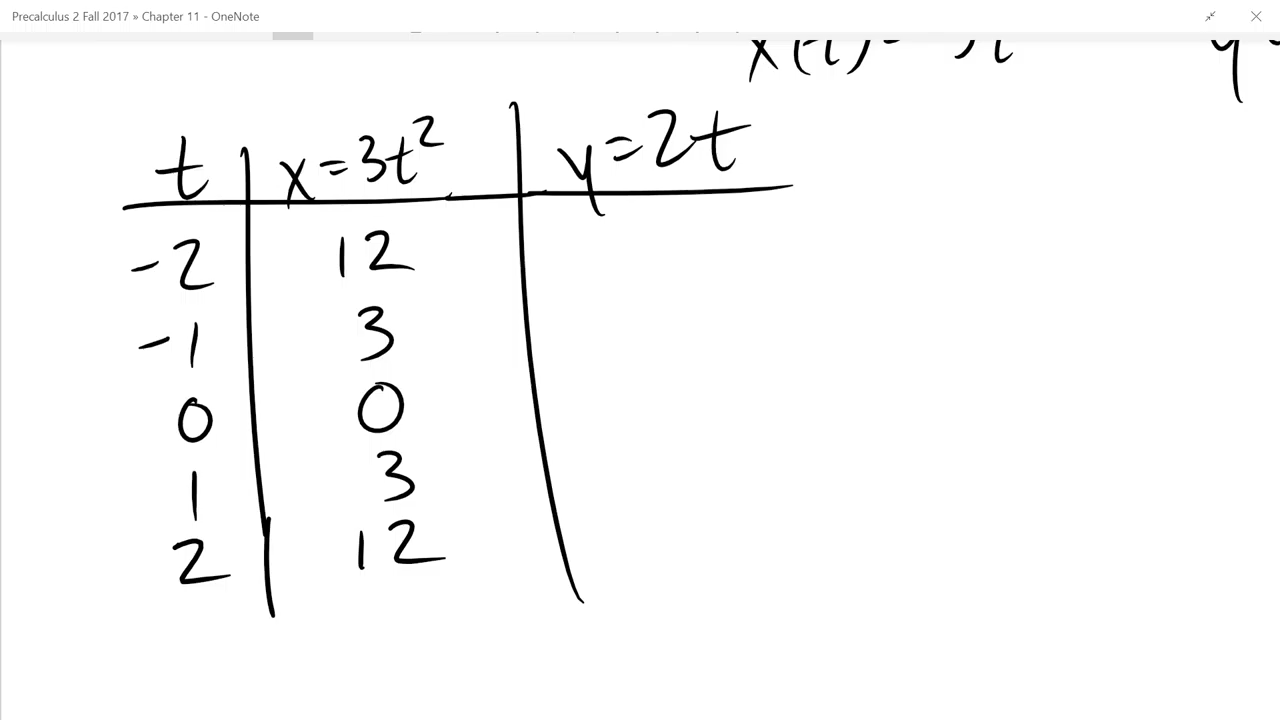 Precalculus 2 Fall 2017 » Chapter 11 - OneNote
t x=3t² y=2t
-2 12
-1 3
0 0
1 3
2 12